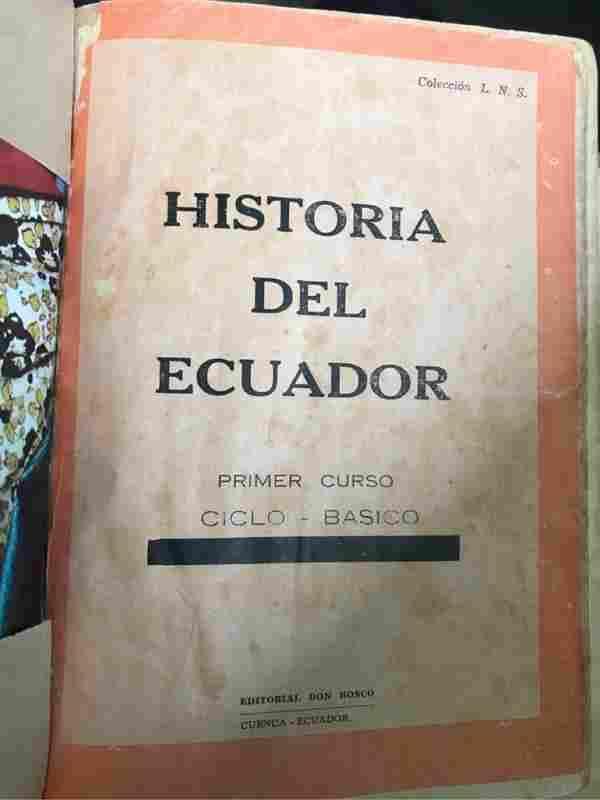 Colección L. N. S.
HISTORIA
DEL
ECUADOR
PRIMER CURSO
CICLO - BASICO
EDITORIAL DON BOSCO
CUENCA - ECUADOR